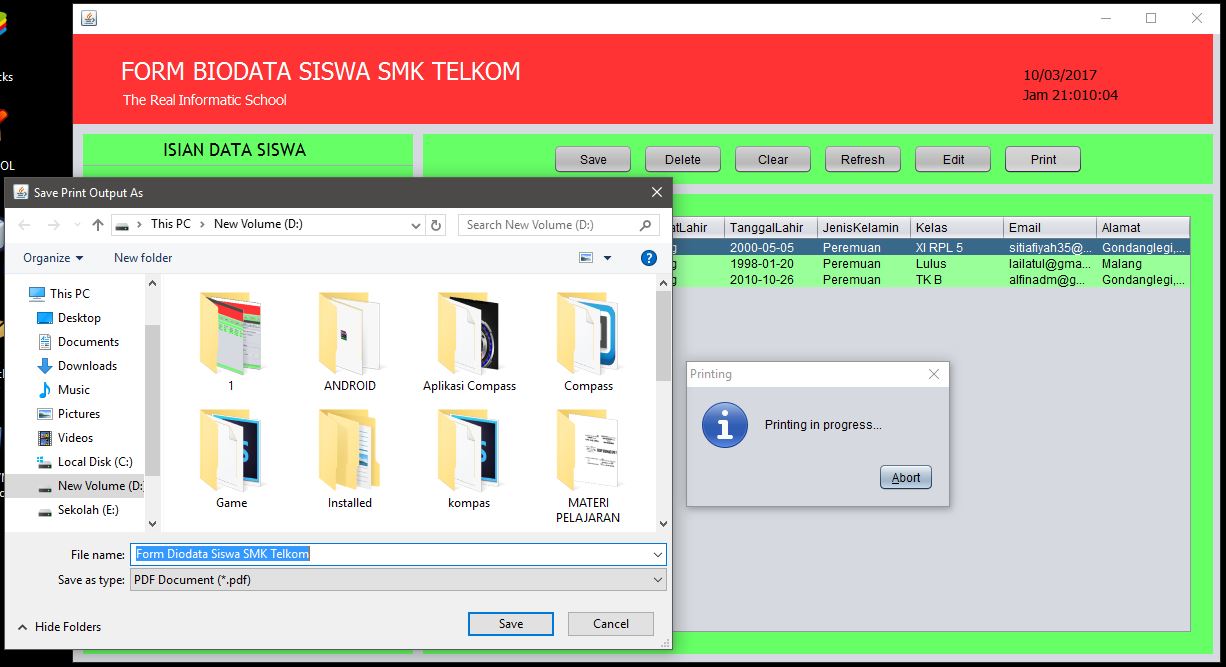 cks
OL
FORM BIODATA SISWA SMK TELKOM
The Real Informatic School
10/03/2017
Jam 21:010:04
ISIAN DATA SISWA
Save Delete Clear Refresh Edit Print
atLahir TanggalLahir JenisKelamin Kelas Email Alamat
g 2000-05-05 Peremuan XI RPL 5 sitiafiyah35@... Gondanglegi,...
g 1998-01-20 Peremuan Lulus lailatul@gma... Malang
g 2010-10-26 Peremuan TK B alfinadm@g... Gondanglegi,...
Save Print Output As
This PC > New Volume (D:)
Search New Volume (D:)
Organize New folder
This PC
Desktop
Documents
Downloads
Music
Pictures
Videos
Local Disk (C:)
New Volume (D:
Sekolah (E:)
1 ANDROID Aplikasi Compass Compass
Game Installed kompas MATERI
PELAJARAN
File name: Form Diodata Siswa SMK Telkom
Save as type: PDF Document (*.pdf)
Hide Folders
Save Cancel
Printing
Printing in progress...
Abort